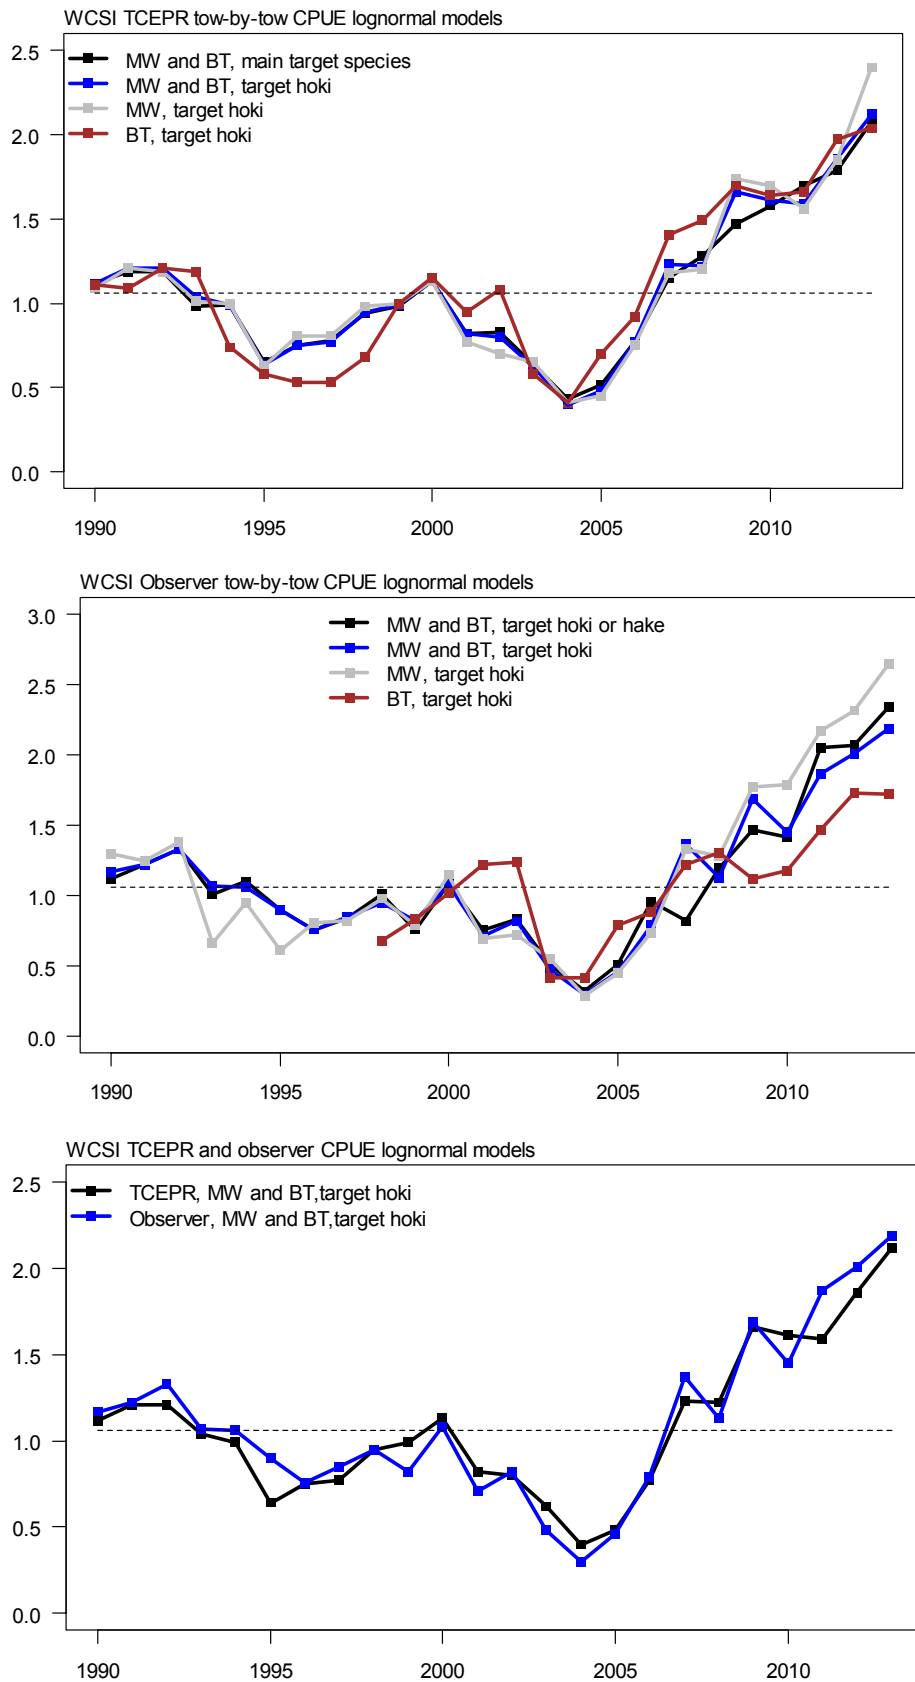 WCSI TCEPR tow-by-tow CPUE lognormal models
2.5
2.0
1.5
1.0
0.5
0.0
MW and BT, main target species
MW and BT, target hoki
MW, target hoki
BT, target hoki
1990 1995 2000 2005 2010
WCSI Observer tow-by-tow CPUE lognormal models
3.0
2.5
2.0
1.5
1.0
0.5
0.0
MW and BT, target hoki or hake
MW and BT, target hoki
MW, target hoki
BT, target hoki
1990 1995 2000 2005 2010
WCSI TCEPR and observer CPUE lognormal models
2.5
2.0
1.5
1.0
0.5
0.0
TCEPR, MW and BT,target hoki
Observer, MW and BT,target hoki
1990 1995 2000 2005 2010